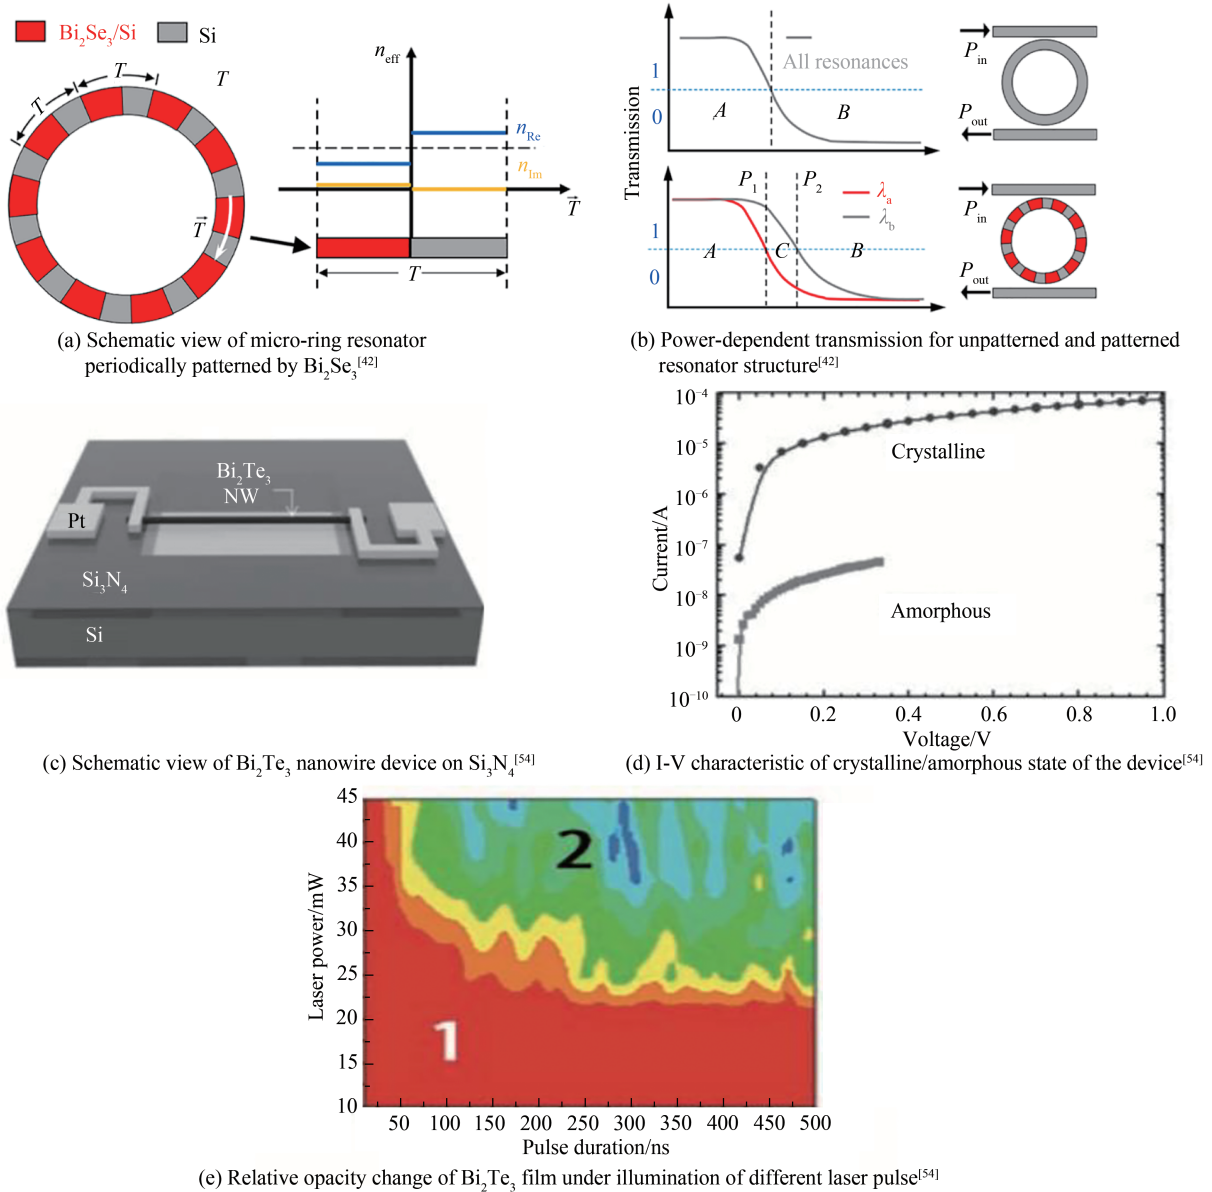 Bi2Se3/Si
Si
T
T
T
T⃗
neff
nRe
nIm
T⃗
T
(a) Schematic view of micro-ring resonator
periodically patterned by Bi2Se3[42]
Transmission
1
0
All resonances
A
B
Pin
Pout
P1
P2
λa
λb
1
0
A
C
B
Pin
Pout
(b) Power-dependent transmission for unpatterned and patterned
resonator structure[42]
Bi2Te3
NW
Pt
Si3N4
Si
(c) Schematic view of Bi2Te3 nanowire device on Si3N4[54]
Current/A
10−4
10−5
10−6
10−7
10−8
10−9
10−10
Crystalline
Amorphous
0 0.2 0.4 0.6 0.8 1.0
Voltage/V
(d) I-V characteristic of crystalline/amorphous state of the device[54]
Laser power/mW
45
40
35
30
25
20
15
10
2
1
50 100 150 200 250 300 350 400 450 500
Pulse duration/ns
(e) Relative opacity change of Bi2Te3 film under illumination of different laser pulse[54]